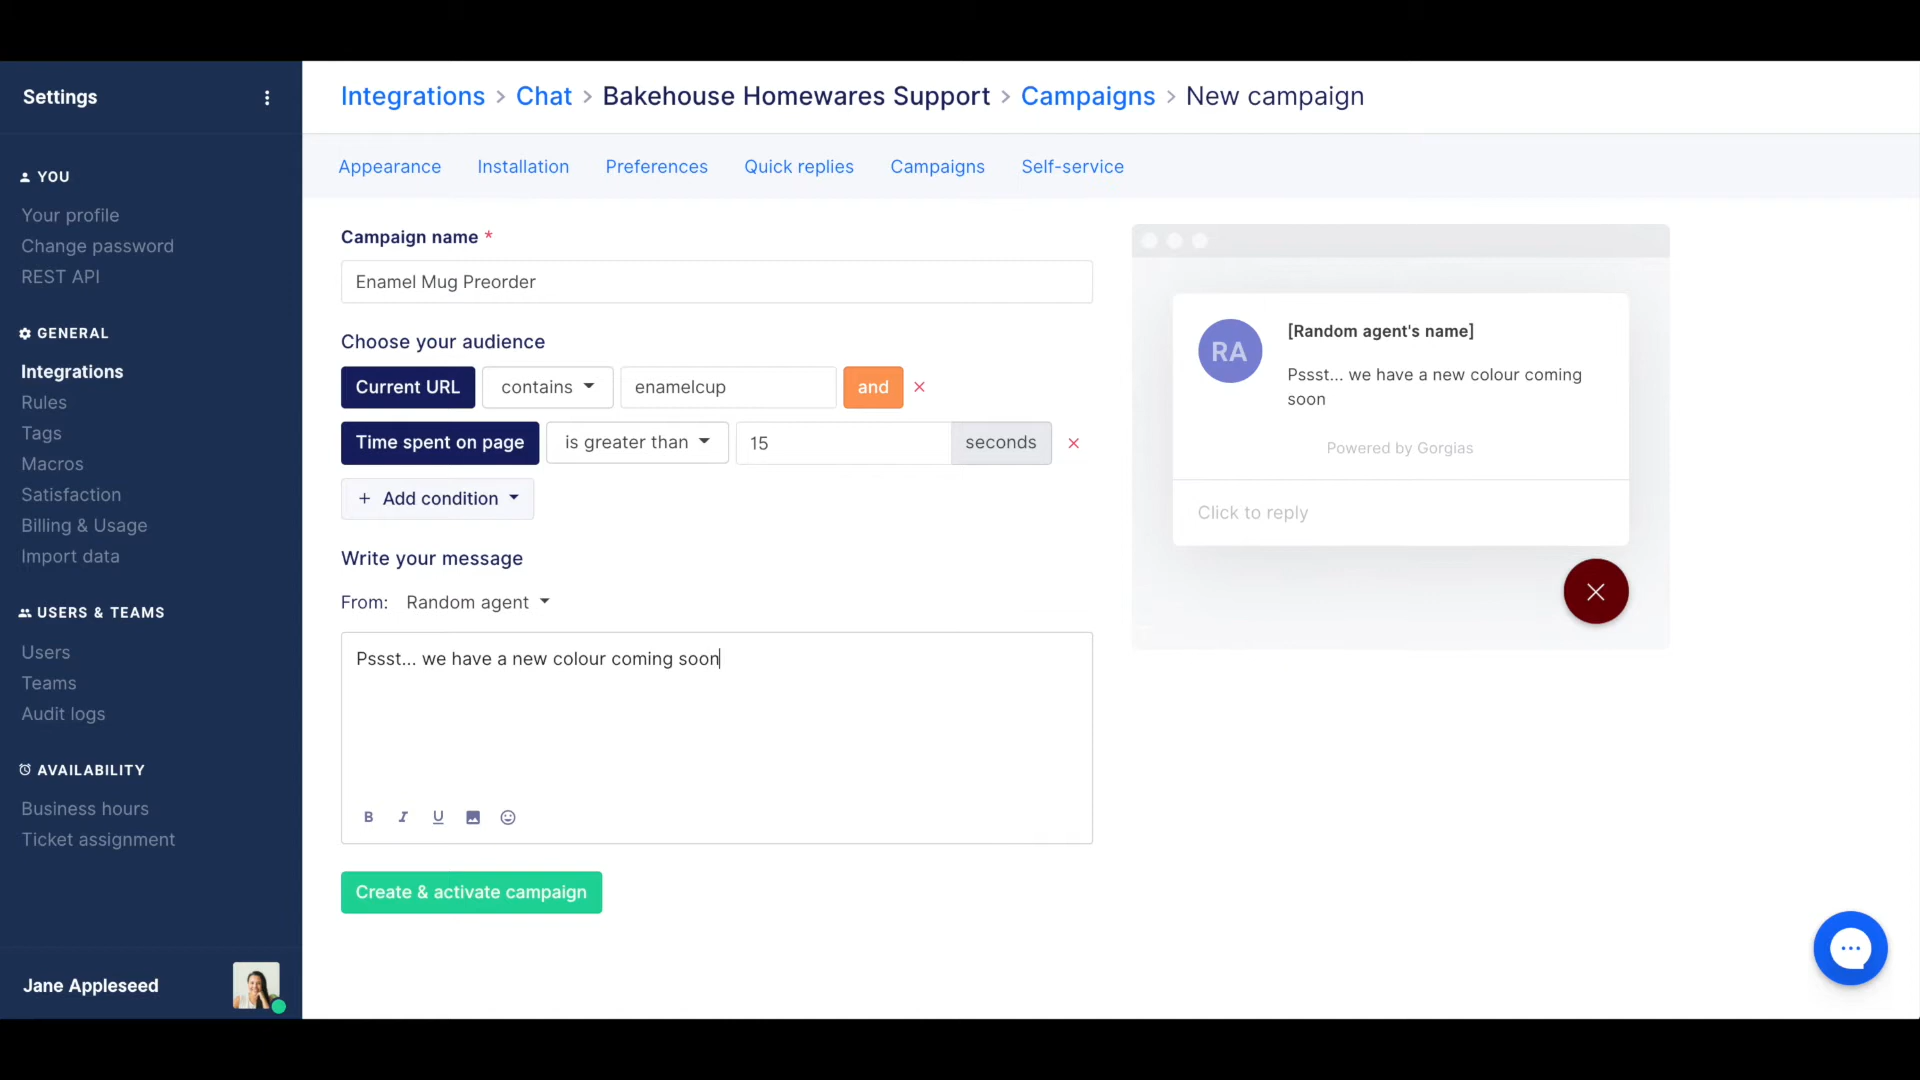 Settings
YOU
Your profile
Change password
REST API
GENERAL
Integrations
Rules
Tags
Macros
Satisfaction
Billing & Usage
Import data
USERS & TEAMS
Users
Teams
Audit logs
AVAILABILITY
Business hours
Ticket assignment
Jane Appleseed
Integrations > Chat > Bakehouse Homewares Support > Campaigns > New campaign
Appearance Installation Preferences Quick replies Campaigns Self-service
Campaign name *
Enamel Mug Preorder
Choose your audience
Current URL contains enamelcup and
Time spent on page is greater than 15 seconds
+ Add condition
Write your message
From: Random agent
Pssst... we have a new colour coming soon
B I U
Create & activate campaign
RA
[Random agent's name]
Pssst... we have a new colour coming
soon
Powered by Gorgias
Click to reply